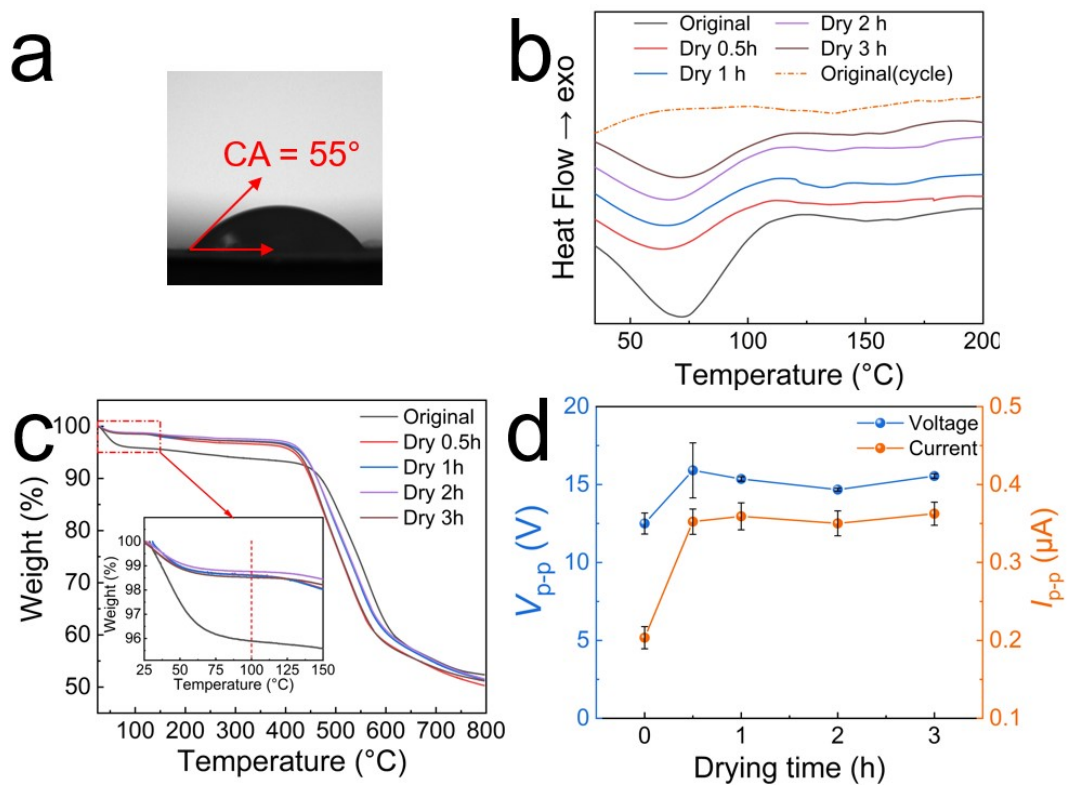 a
CA = 55°
b
Original
Dry 0.5h
Dry 1 h
Dry 2 h
Dry 3 h
Original(cycle)
Heat Flow → exo
50
100
150
200
Temperature (°C)
c
Original
Dry 0.5h
Dry 1h
Dry 2h
Dry 3h
Weight (%)
100
90
80
70
60
50
100
200
300
400
500
600
700
800
Temperature (°C)
Weight (%)
100
99
98
97
96
25
50
75
100
125
150
Temperature (°C)
d
Voltage
Current
Vp-p (V)
20
15
10
5
0
Ip-p (μA)
0.5
0.4
0.3
0.2
0.1
0
1
2
3
Drying time (h)